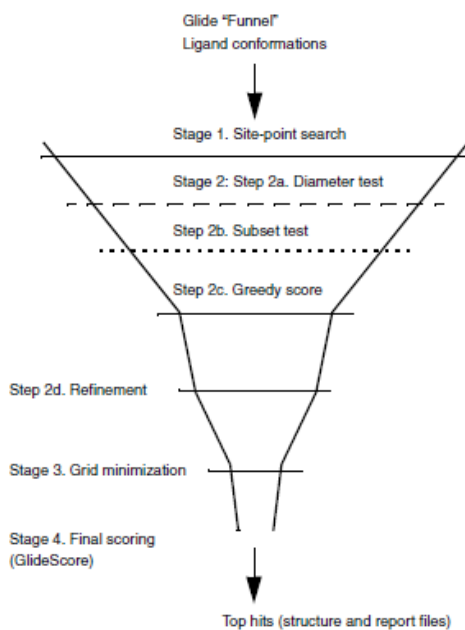 Glide “Funnel”
Ligand conformations
Stage 1. Site-point search
Stage 2: Step 2a. Diameter test
Step 2b. Subset test
Step 2c. Greedy score
Step 2d. Refinement
Stage 3. Grid minimization
Stage 4. Final scoring
(GlideScore)
Top hits (structure and report files)